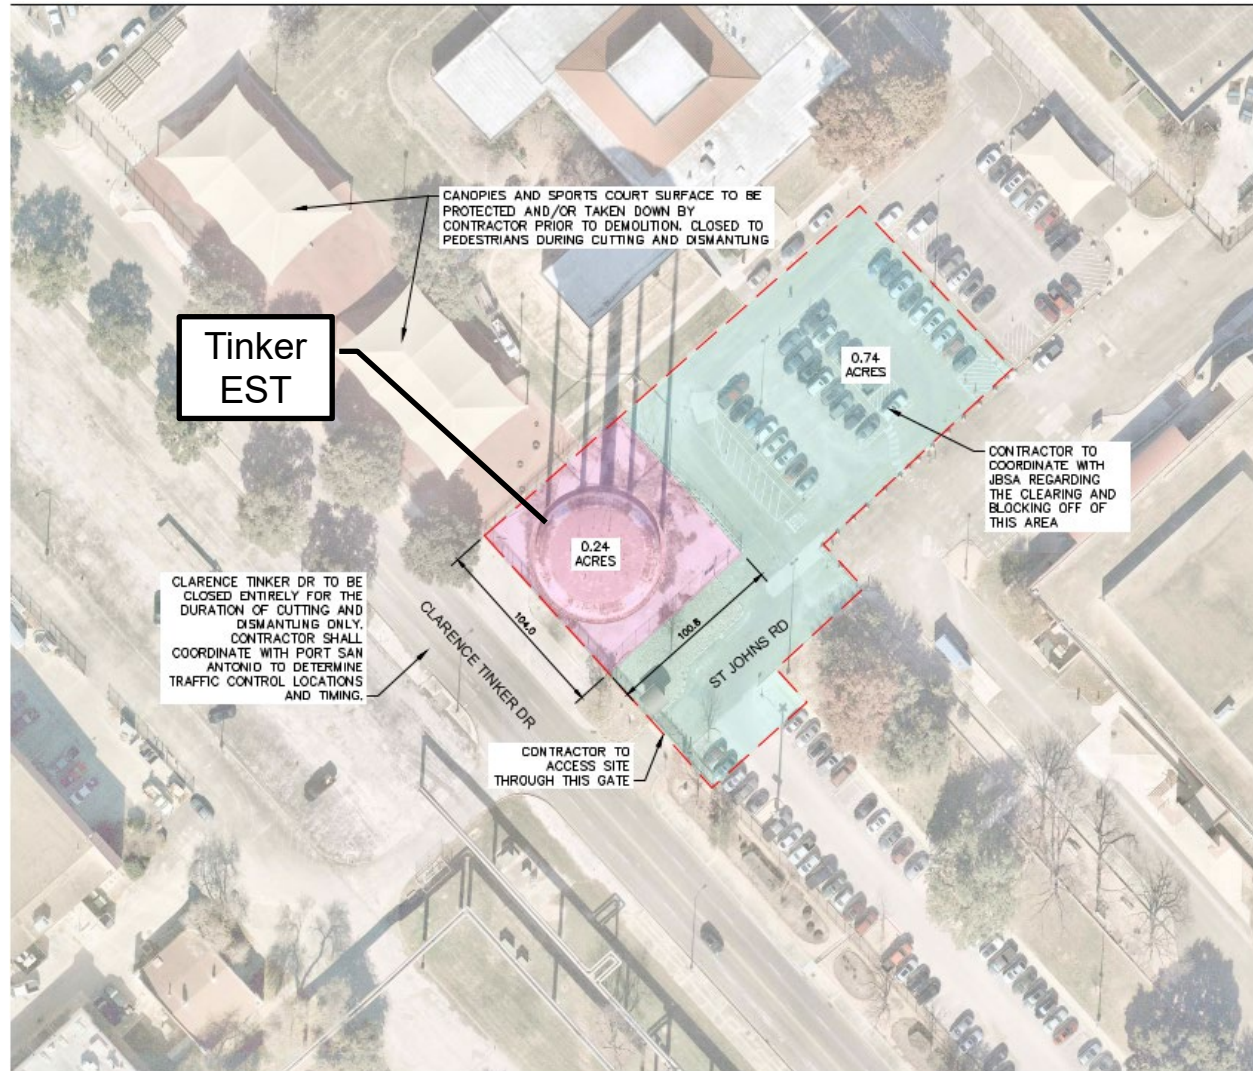 CANOPIES AND SPORTS COURT SURFACE TO BE
PROTECTED AND/OR TAKEN DOWN BY
CONTRACTOR PRIOR TO DEMOLITION. CLOSED TO
PEDESTRIANS DURING CUTTING AND DISMANTLING
Tinker
EST
0.74
ACRES
CONTRACTOR TO
COORDINATE WITH
JBSA REGARDING
THE CLEARING AND
BLOCKING OFF OF
THIS AREA
0.24
ACRES
CLARENCE TINKER DR TO BE
CLOSED ENTIRELY FOR THE
DURATION OF CUTTING AND
DISMANTLING ONLY.
CONTRACTOR SHALL
COORDINATE WITH PORT SAN
ANTONIO TO DETERMINE
TRAFFIC CONTROL LOCATIONS
AND TIMING.
104.0
100.8
CLARENCE TINKER DR
ST JOHNS RD
CONTRACTOR TO
ACCESS SITE
THROUGH THIS GATE